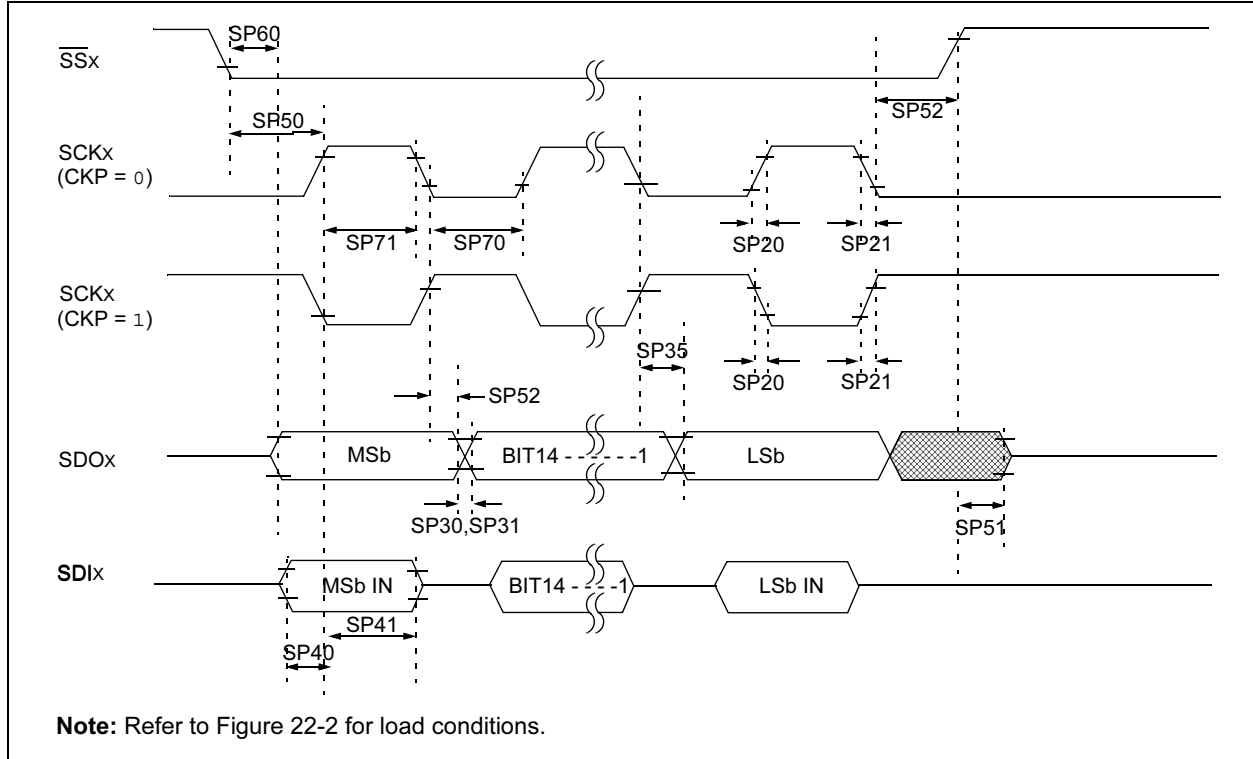 SP60
SSx
SP50
SP52
SCKx
(CKP = 0)
SP71
SP70
SP20
SP21
SCKx
(CKP = 1)
SP35
SP20
SP21
SP52
SDOx
MSb
BIT14 - - - - - -1
LSb
SP30,SP31
SP51
SDIx
MSb IN
BIT14 - - - -1
LSb IN
SP41
SP40
Note: Refer to Figure 22-2 for load conditions.